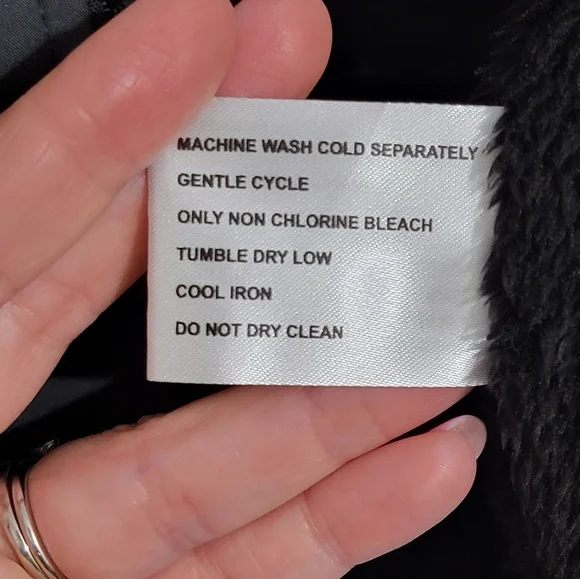 MACHINE WASH COLD SEPARATELY
GENTLE CYCLE
ONLY NON CHLORINE BLEACH
TUMBLE DRY LOW
COOL IRON
DO NOT DRY CLEAN